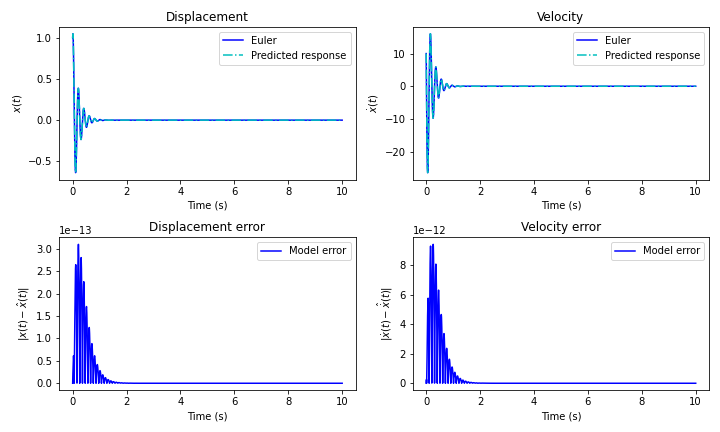 Displacement
1.0
0.5
0.0
−0.5
x(t)
Euler
Predicted response
0 2 4 6 8 10
Time (s)
Velocity
10
0
−10
−20
ẋ(t)
Euler
Predicted response
0 2 4 6 8 10
Time (s)
Displacement error
1e−13
3.0
2.5
2.0
1.5
1.0
0.5
0.0
|x(t) − x̂(t)|
Model error
0 2 4 6 8 10
Time (s)
Velocity error
1e−12
8
6
4
2
0
|ẋ(t) − ẋ̂(t)|
Model error
0 2 4 6 8 10
Time (s)